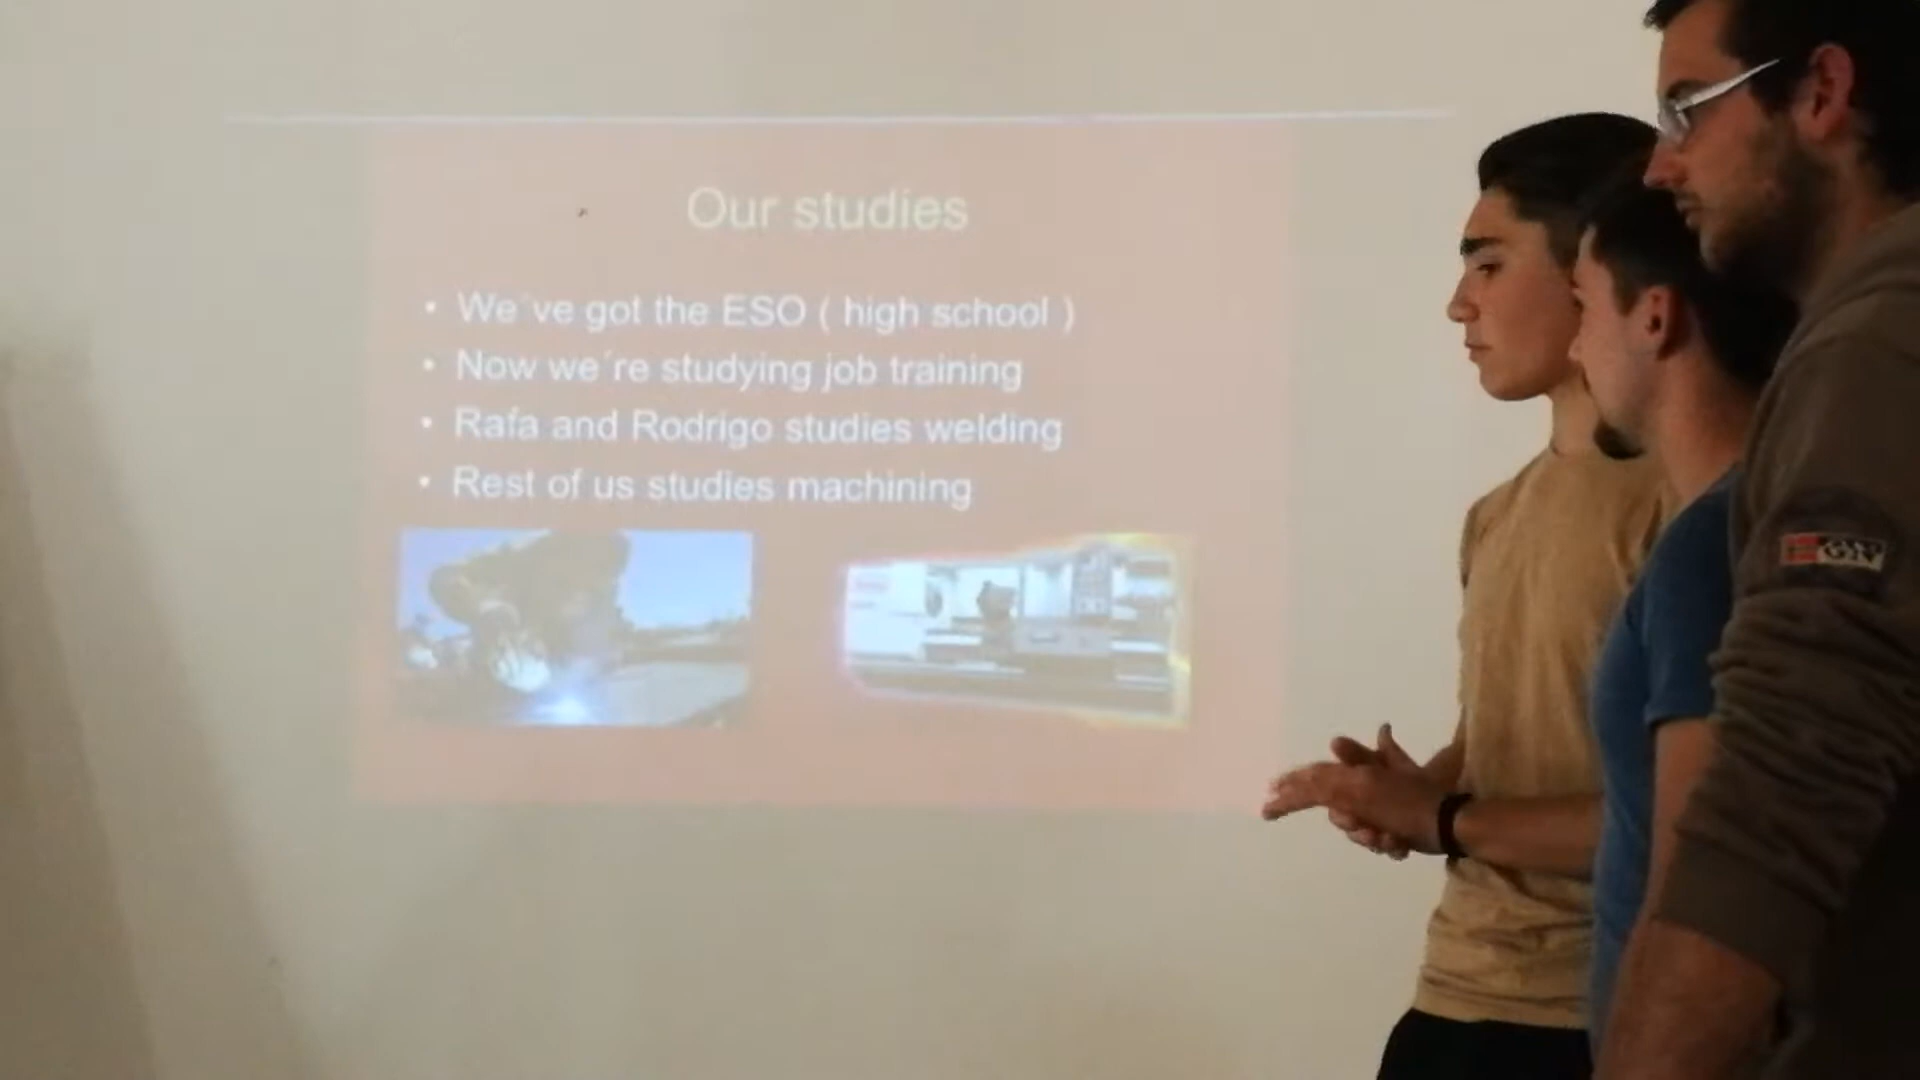 Our studies
• We´ve got the ESO ( high school )
• Now we´re studying job training
• Rafa and Rodrigo studies welding
• Rest of us studies machining